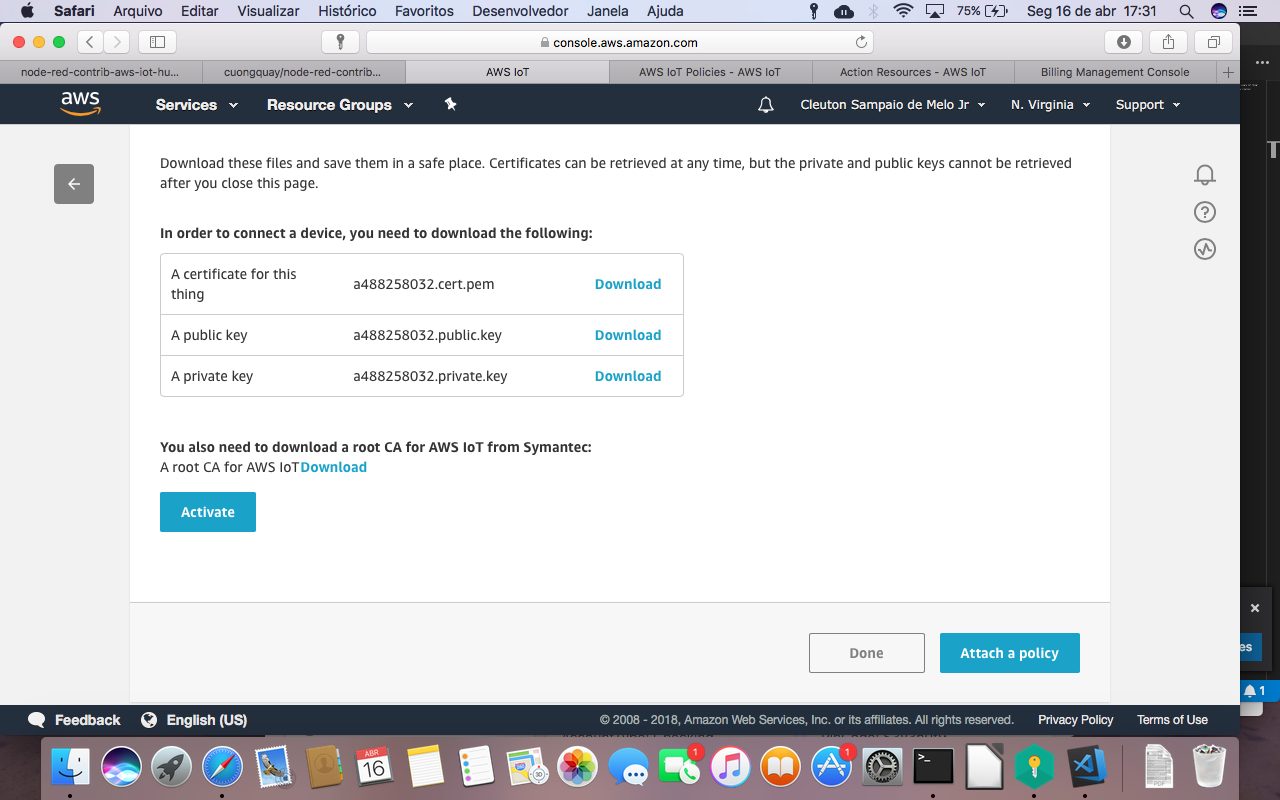 Safari Arquivo Editar Visualizar Histórico Favoritos Desenvolvedor Janela Ajuda 75% Seg 16 de abr 17:31
console.aws.amazon.com
node-red-contrib-aws-iot-hu... cuongquay/node-red-contrib... AWS IoT AWS IoT Policies - AWS IoT Action Resources - AWS IoT Billing Management Console
aws Services Resource Groups Cleuton Sampaio de Melo Jr N. Virginia Support
Download these files and save them in a safe place. Certificates can be retrieved at any time, but the private and public keys cannot be retrieved
after you close this page.
In order to connect a device, you need to download the following:
A certificate for this
thing
a488258032.cert.pem Download
A public key a488258032.public.key Download
A private key a488258032.private.key Download
You also need to download a root CA for AWS IoT from Symantec:
A root CA for AWS IoT Download
Activate
Done Attach a policy
es
1
Feedback English (US) © 2008 - 2018, Amazon Web Services, Inc. or its affiliates. All rights reserved. Privacy Policy Terms of Use
ABR
16
30
1
1
>_
PDF